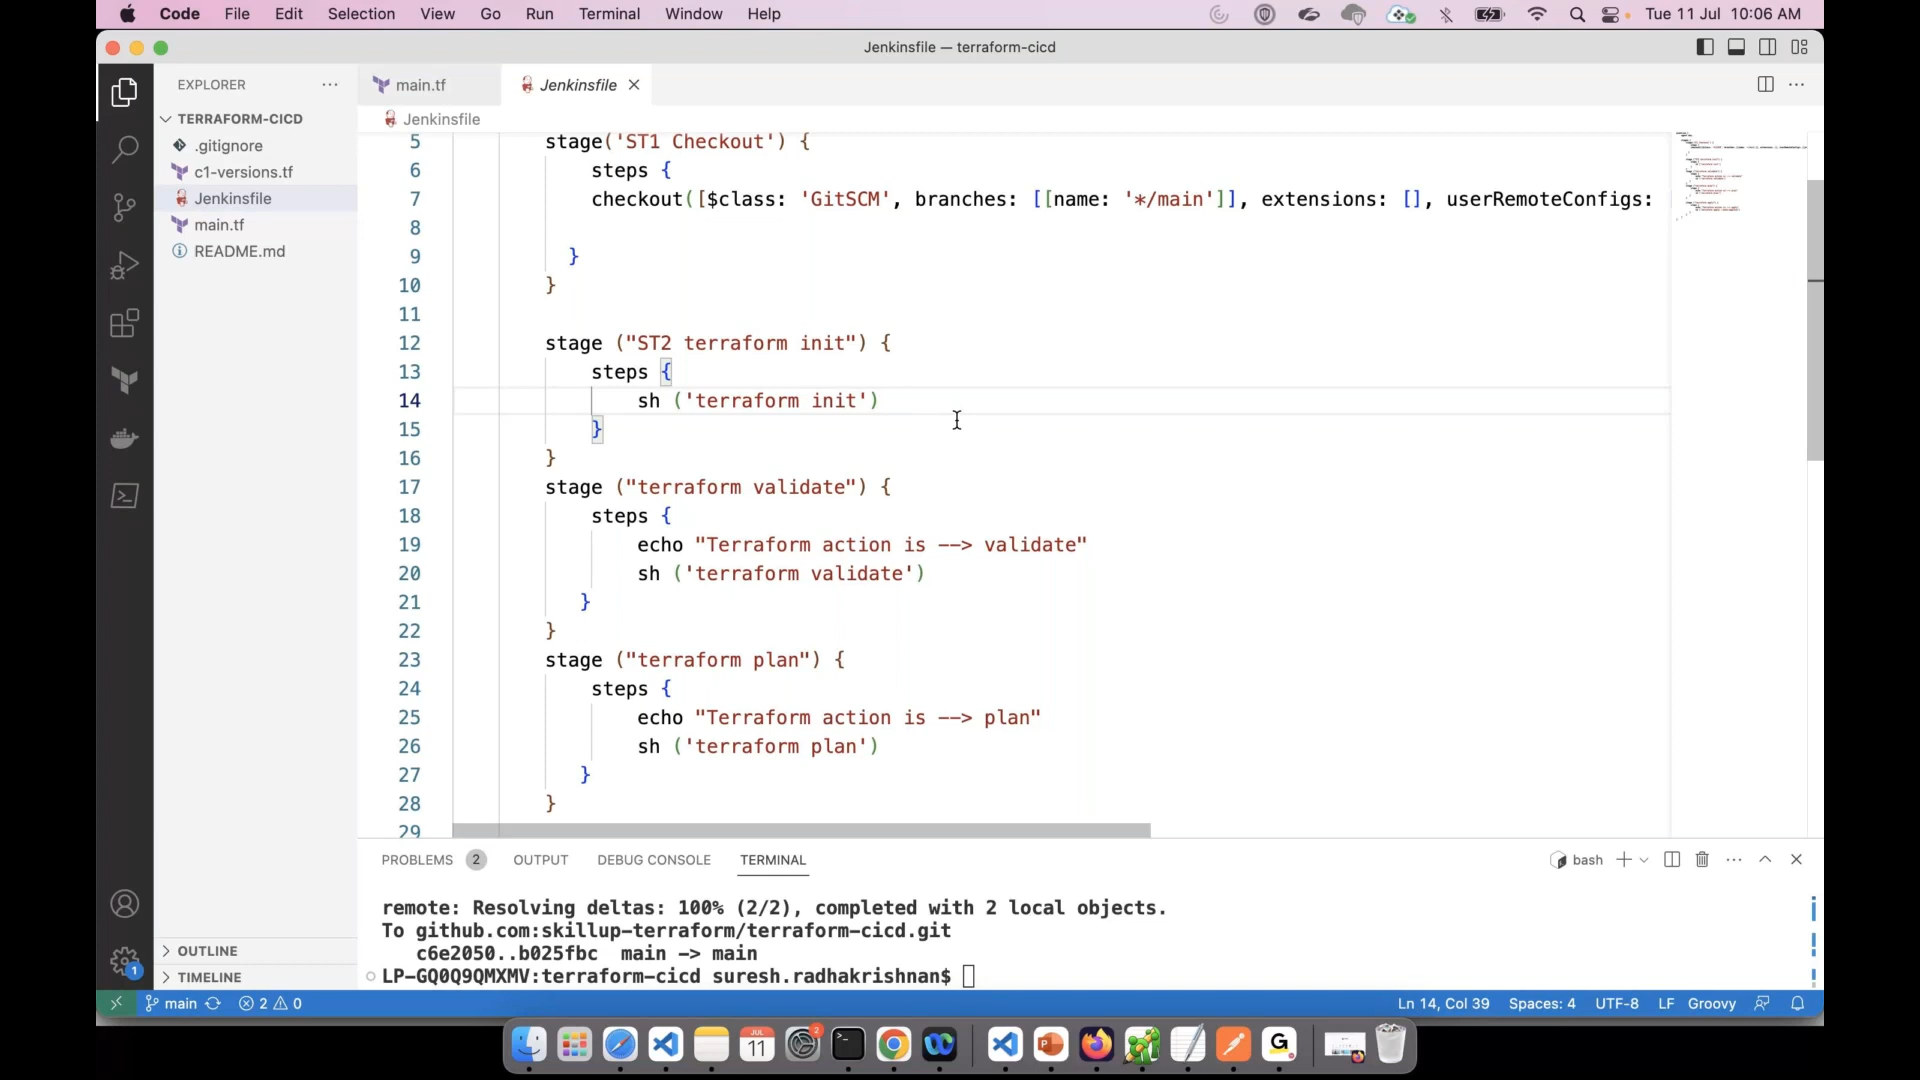 Code File Edit Selection View Go Run Terminal Window Help Tue 11 Jul 10:06 AM
Jenkinsfile — terraform-cicd
EXPLORER
TERRAFORM-CICD
.gitignore
c1-versions.tf
Jenkinsfile
main.tf
README.md
OUTLINE
TIMELINE
main.tf Jenkinsfile
Jenkinsfile
5 stage('ST1 Checkout') {
6 steps {
7 checkout([$class: 'GitSCM', branches: [[name: '*/main']], extensions: [], userRemoteConfigs:
8
9 }
10 }
11
12 stage ("ST2 terraform init") {
13 steps {
14 sh ('terraform init')
15 }
16 }
17 stage ("terraform validate") {
18 steps {
19 echo "Terraform action is --> validate"
20 sh ('terraform validate')
21 }
22 }
23 stage ("terraform plan") {
24 steps {
25 echo "Terraform action is --> plan"
26 sh ('terraform plan')
27 }
28 }
29
PROBLEMS 2 OUTPUT DEBUG CONSOLE TERMINAL bash
remote: Resolving deltas: 100% (2/2), completed with 2 local objects.
To github.com:skillup-terraform/terraform-cicd.git
c6e2050..b025fbc main -> main
LP-GQ0Q9QMXMV:terraform-cicd suresh.radhakrishnan$
1
main 2 0 Ln 14, Col 39 Spaces: 4 UTF-8 LF Groovy
JUL
11
2